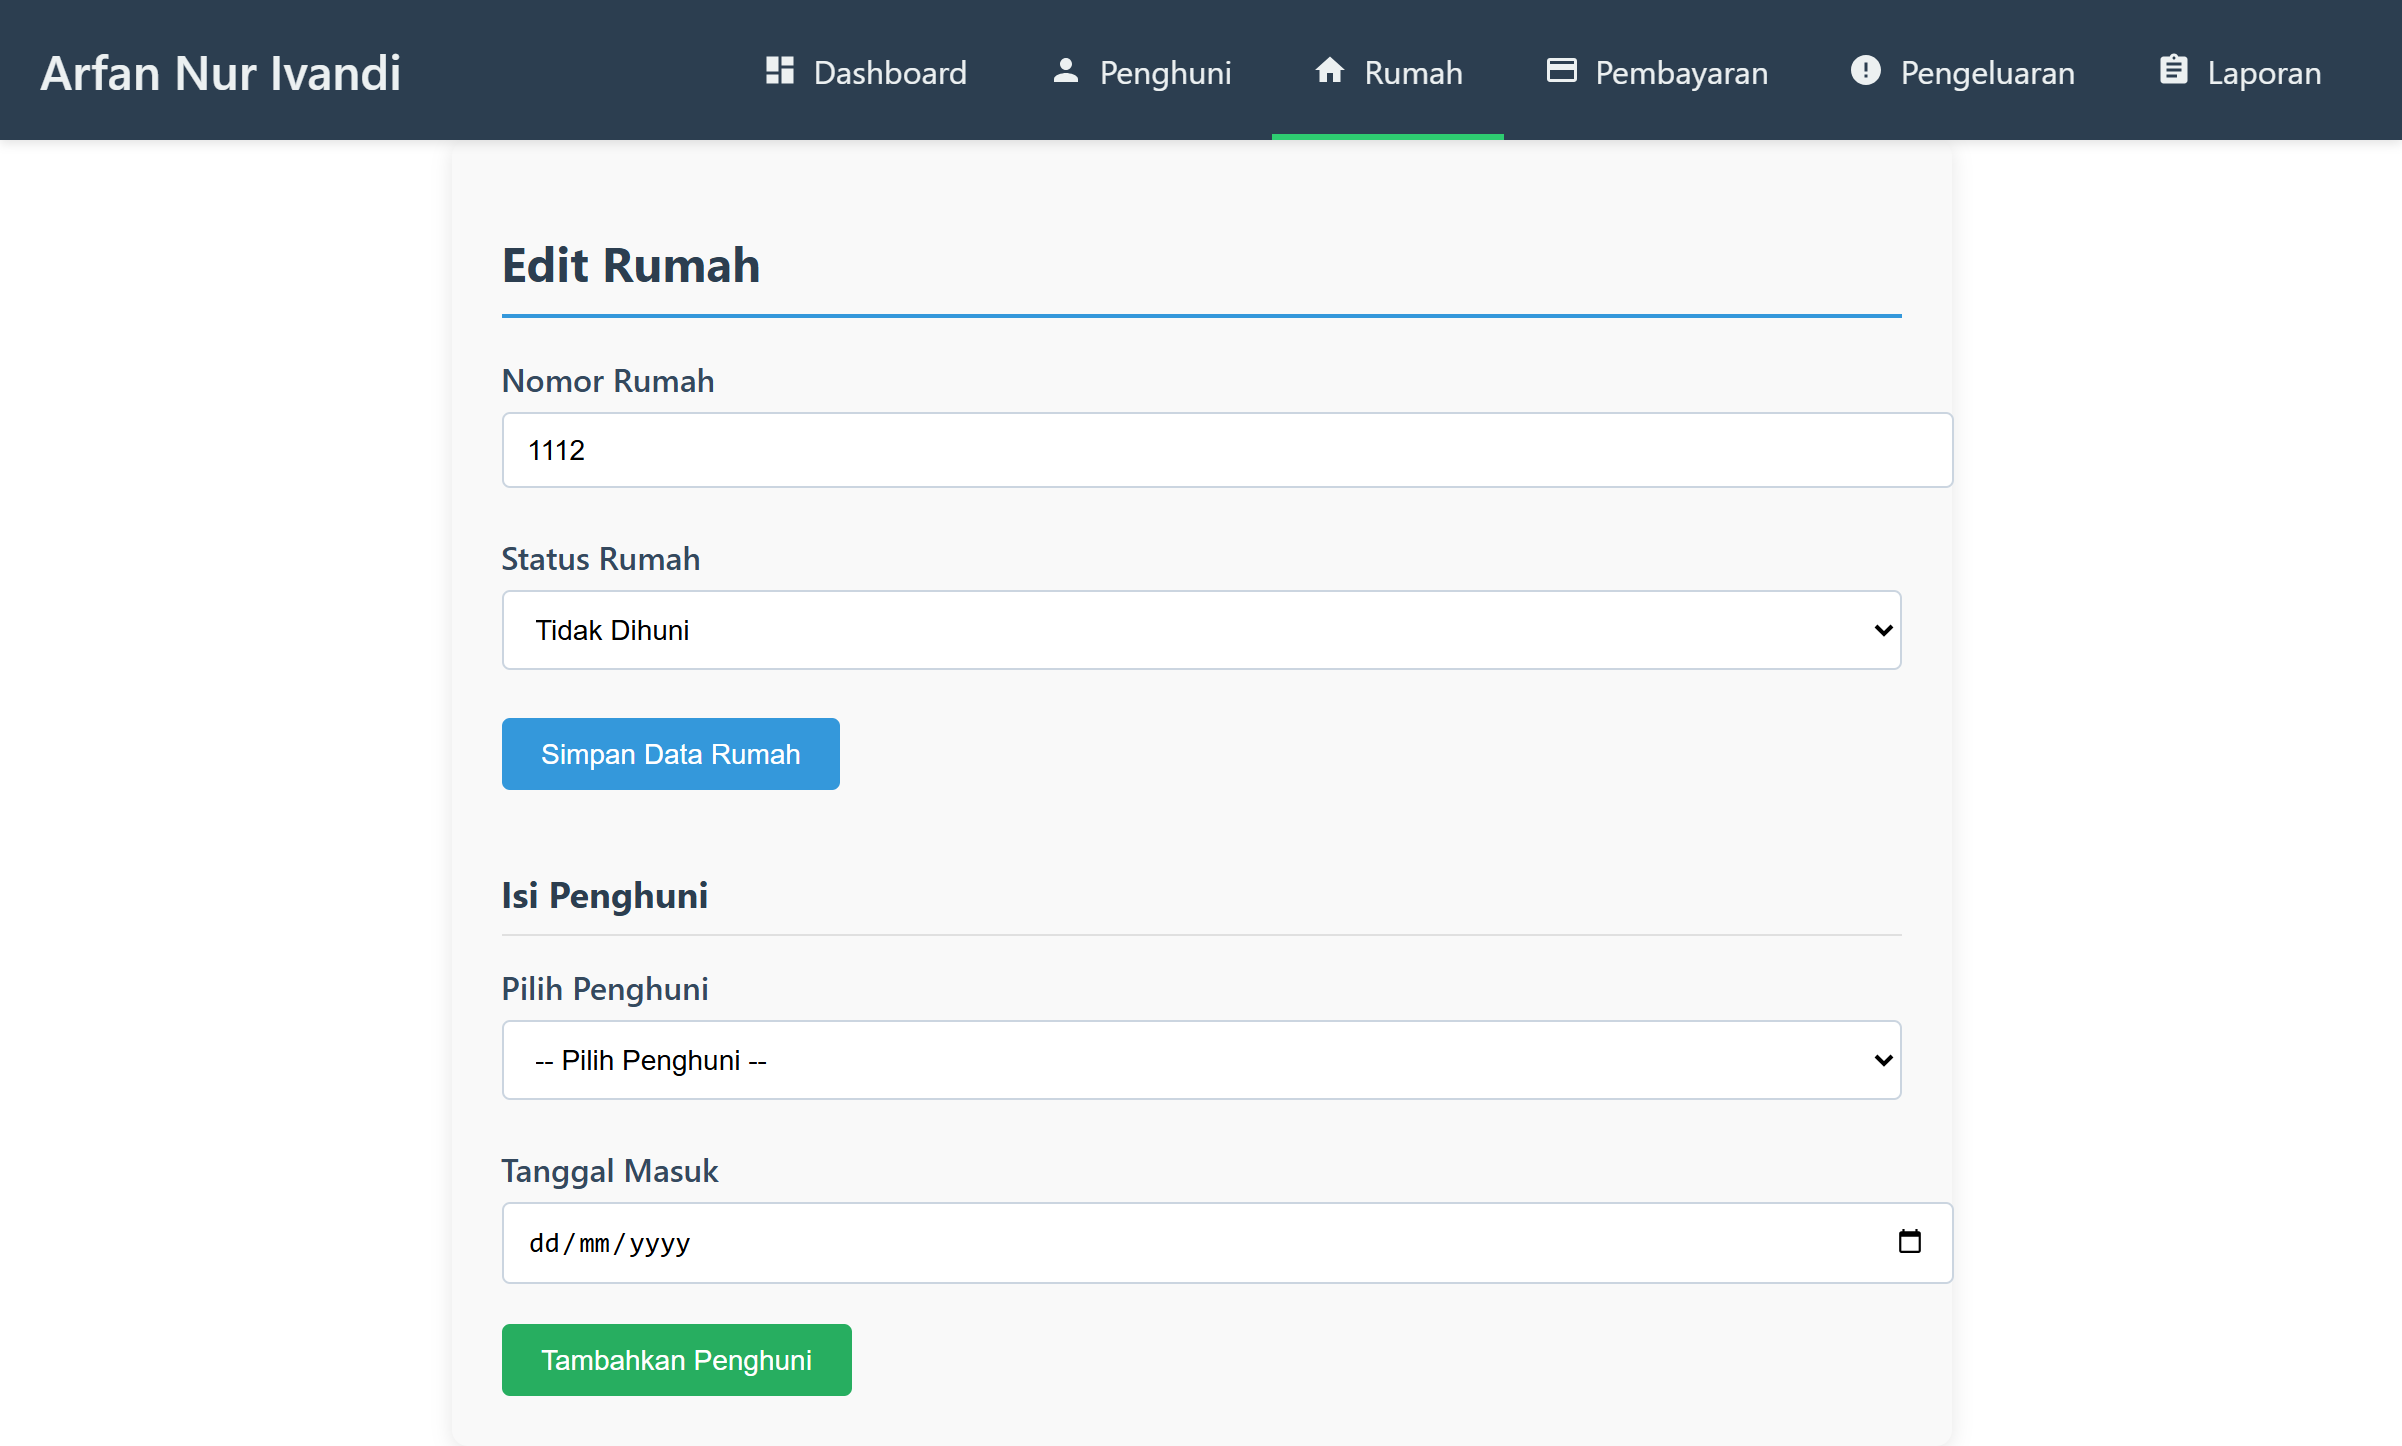 Arfan Nur Ivandi Dashboard Penghuni Rumah Pembayaran Pengeluaran Laporan
Edit Rumah
Nomor Rumah
1112
Status Rumah
Tidak Dihuni
Simpan Data Rumah
Isi Penghuni
Pilih Penghuni
-- Pilih Penghuni --
Tanggal Masuk
dd/mm/yyyy
Tambahkan Penghuni